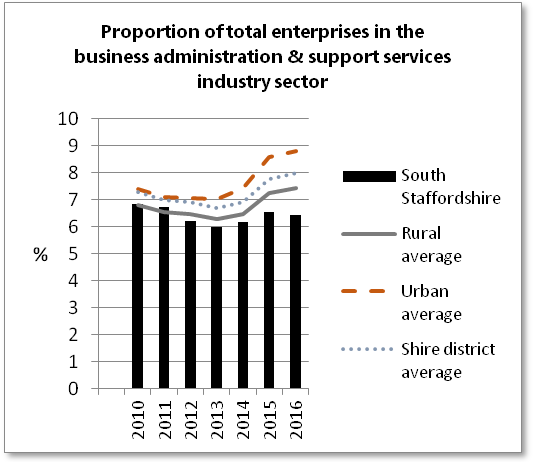 Proportion of total enterprises in the
business administration & support services
industry sector
10
9
8
7
6
5
4
3
2
1
0
%
2010
2011
2012
2013
2014
2015
2016
South
Staffordshire
Rural
average
Urban
average
Shire district
average